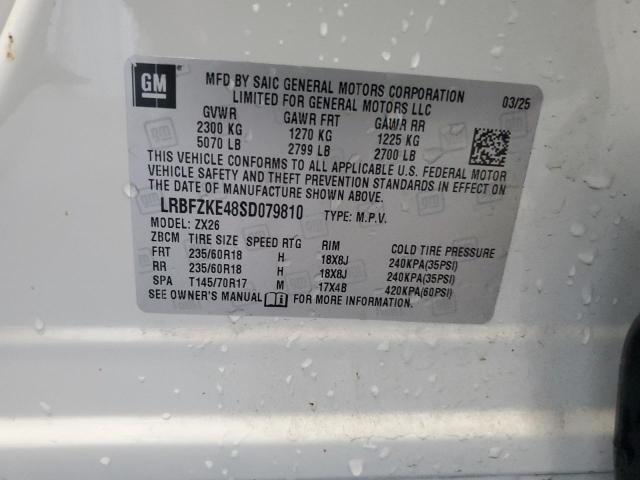 GM
MFD BY SAIC GENERAL MOTORS CORPORATION
LIMITED FOR GENERAL MOTORS LLC
03/25
GVWR GAWR FRT GAWR RR
2300 KG 1270 KG 1225 KG
5070 LB 2799 LB 2700 LB
THIS VEHICLE CONFORMS TO ALL APPLICABLE U.S. FEDERAL MOTOR
VEHICLE SAFETY AND THEFT PREVENTION STANDARDS IN EFFECT ON
THE DATE OF MANUFACTURE SHOWN ABOVE.
LRBFZKE48SD079810 TYPE: M.P.V.
MODEL: ZX26
ZBCM TIRE SIZE SPEED RTG RIM COLD TIRE PRESSURE
FRT 235/60R18 H 18X8J 240KPA(35PSI)
RR 235/60R18 H 18X8J 240KPA(35PSI)
SPA T145/70R17 M 17X4B 420KPA(60PSI)
SEE OWNER'S MANUAL